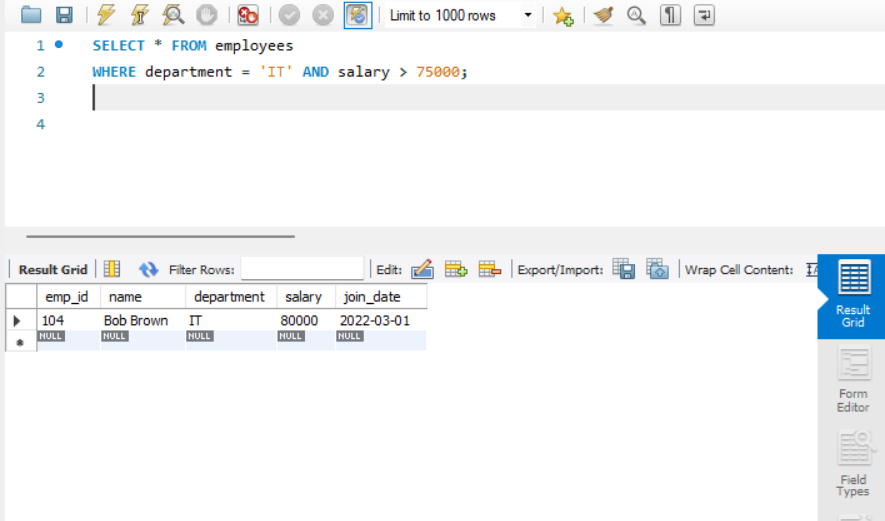 Limit to 1000 rows
1 SELECT * FROM employees
2 WHERE department = 'IT' AND salary > 75000;
3
4
Result Grid Filter Rows: Edit: Export/Import: Wrap Cell Content:
emp_id name department salary join_date
104 Bob Brown IT 80000 2022-03-01
NULL NULL NULL NULL NULL
Result
Grid
Form
Editor
Field
Types